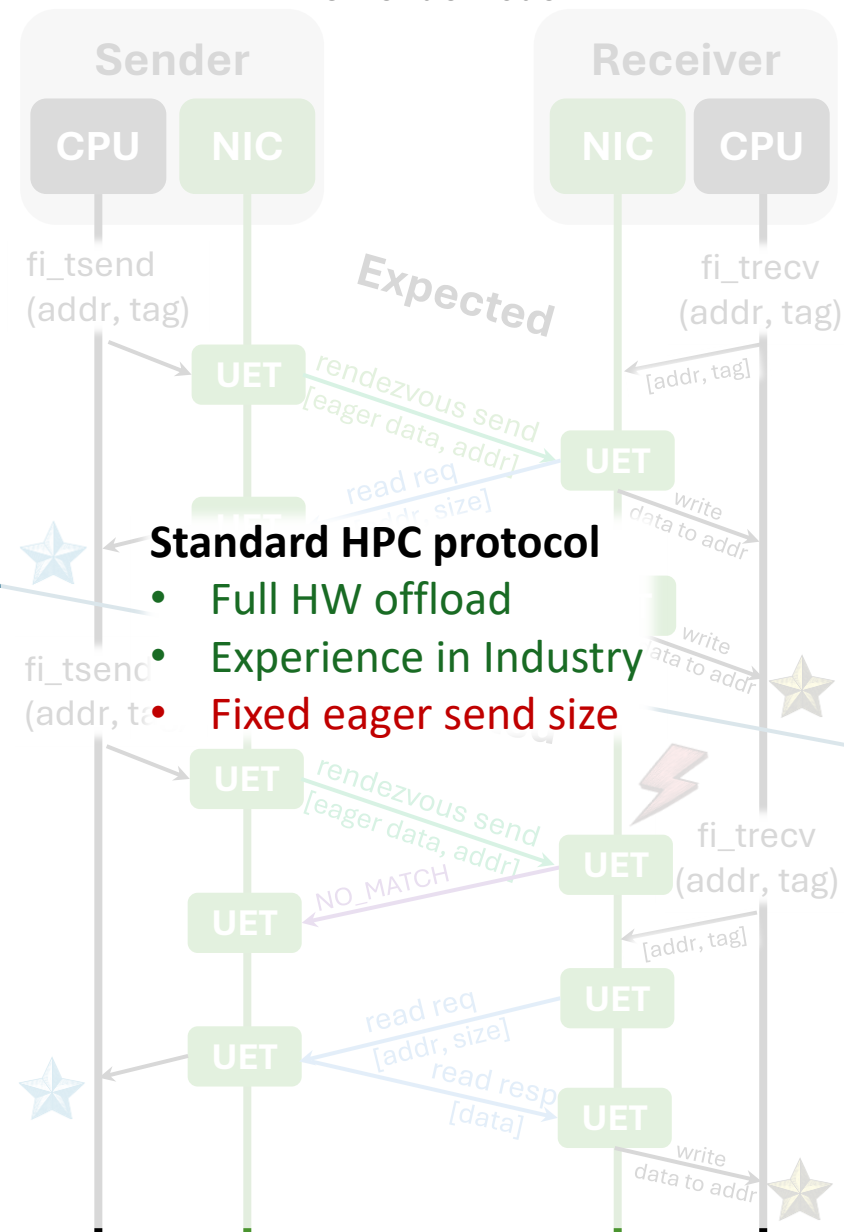 Sender
Receiver
CPU
NIC
NIC
CPU
fi_tsend
(addr, tag)
Expected
fi_trecv
(addr, tag)
UET
rendezvous send
[eager data, addr]
[addr, tag]
UET
read req
size]
write
data to addr
Standard HPC protocol
• Full HW offload
• Experience in Industry
• Fixed eager send size
write
data to addr
fi_tsend
(addr, ta
UET
rendezvous send
[eager data, addr]
fi_trecv
(addr, tag)
UET
NO_MATCH
UET
[addr, tag]
UET
read req
[addr, size]
UET
read resp
[data]
UET
write
data to addr